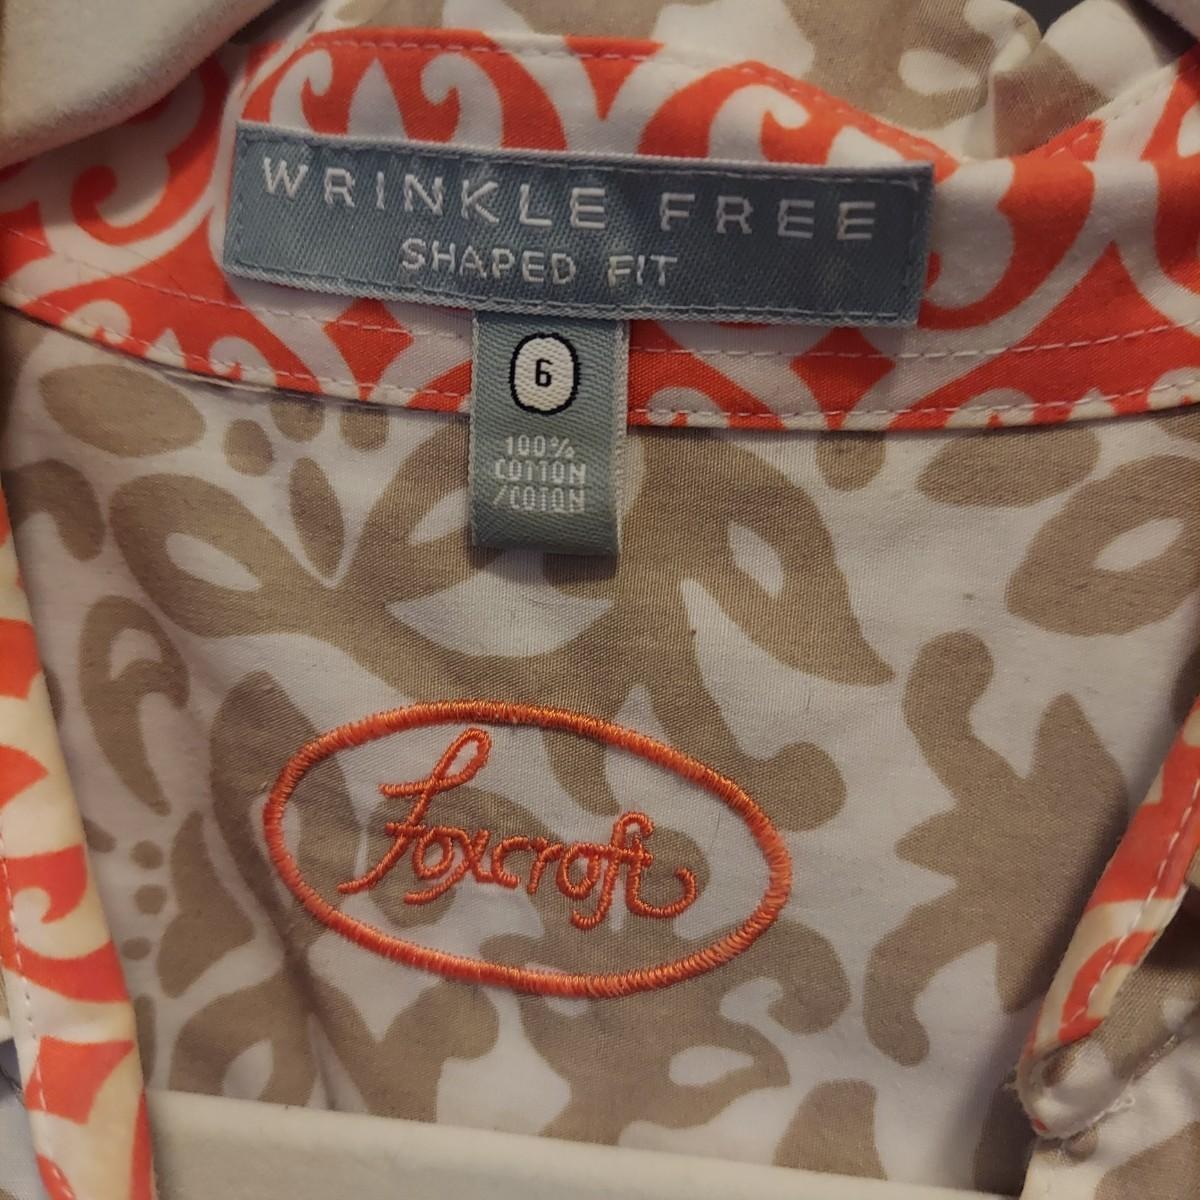 WRINKLE FREE
SHAPED FIT
6
100%
COTTON
/COTON
Foxcroft